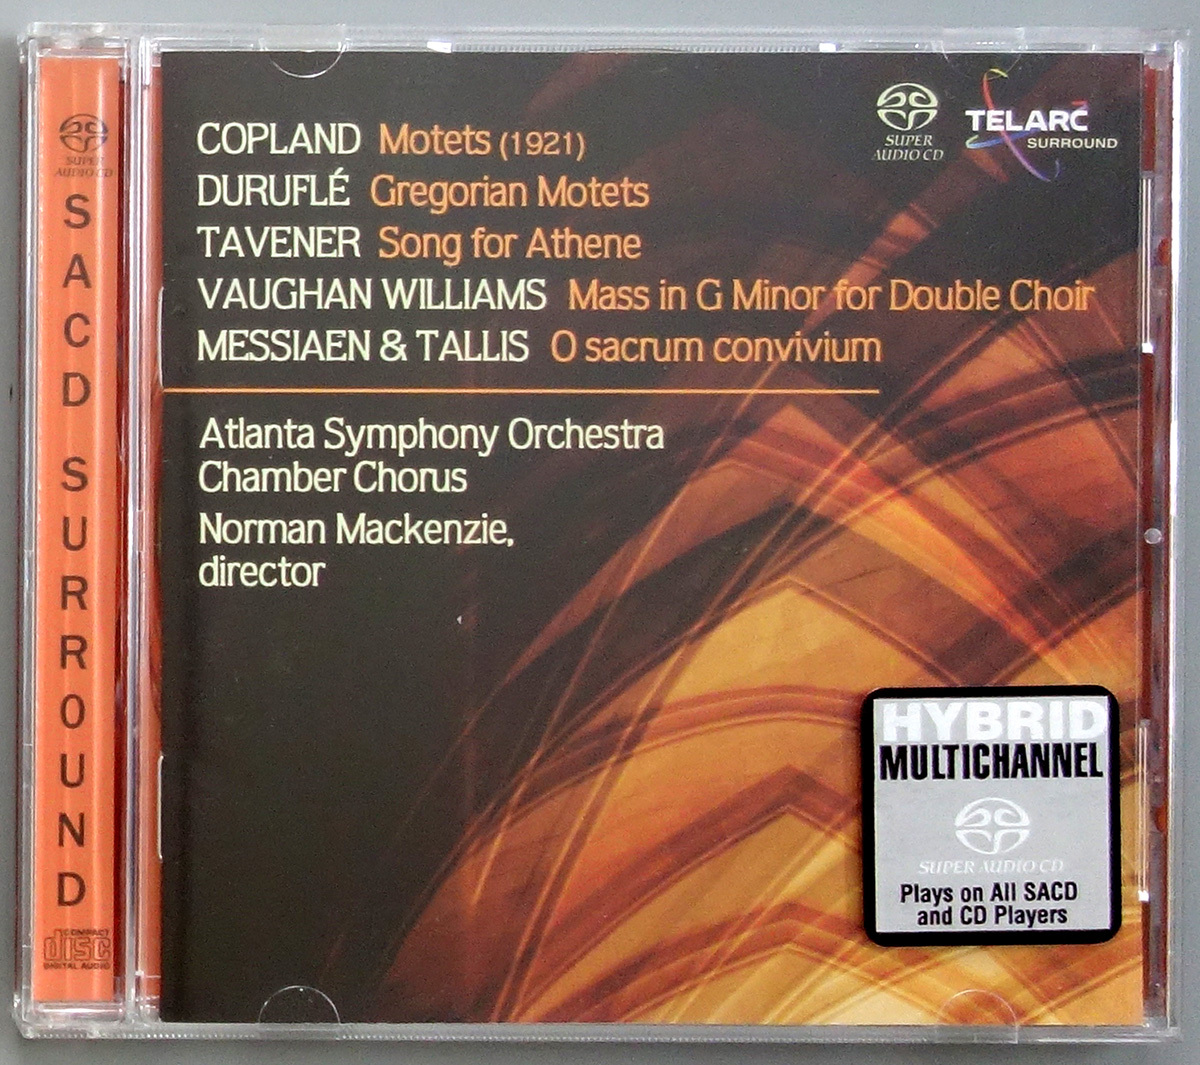 SUPER
AUDIO CD
SACD SURROUND
COMPACT
disc
DIGITAL AUDIO
SUPER
AUDIO CD
TELARC
SURROUND
COPLAND Motets (1921)
DURUFLÉ Gregorian Motets
TAVENER Song for Athene
VAUGHAN WILLIAMS Mass in G Minor for Double Choir
MESSIAEN & TALLIS O sacrum convivium
Atlanta Symphony Orchestra
Chamber Chorus
Norman Mackenzie,
director
HYBRID
MULTICHANNEL
SUPER AUDIO CD
Plays on All SACD
and CD Players